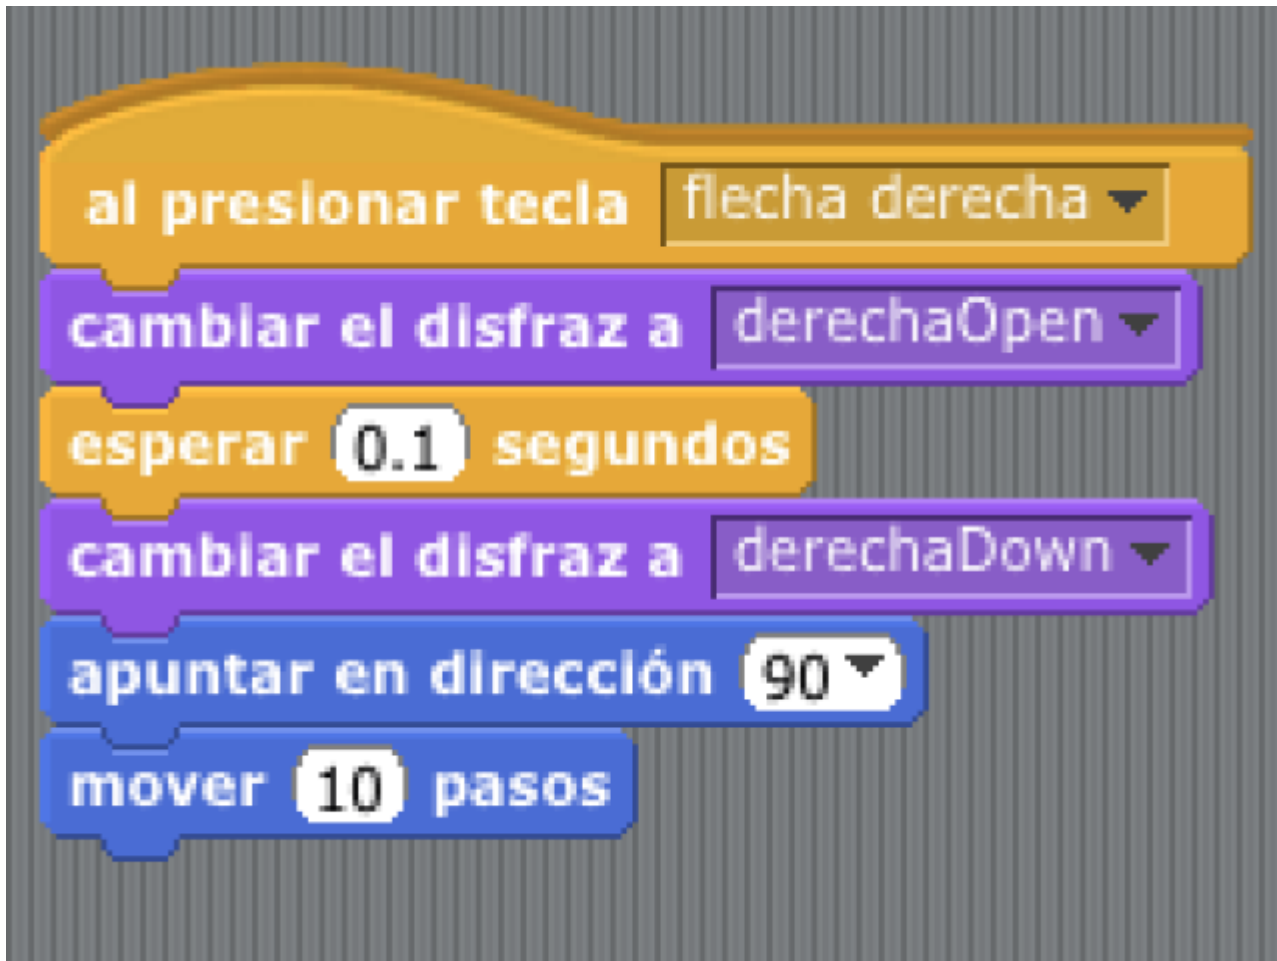 al presionar tecla flecha derecha
cambiar el disfraz a derechaOpen
esperar 0.1 segundos
cambiar el disfraz a derechaDown
apuntar en dirección 90
mover 10 pasos